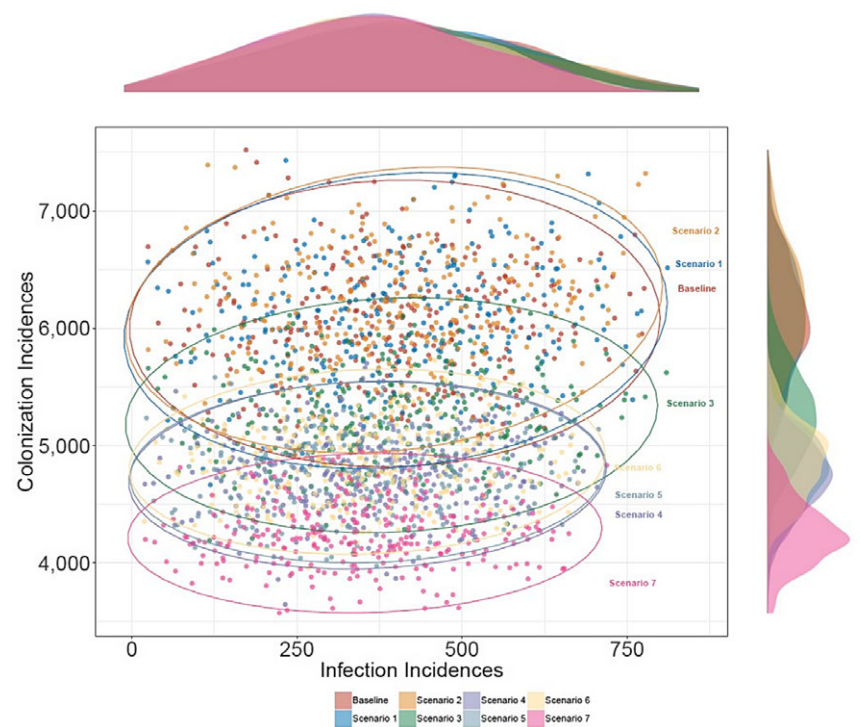 Colonization Incidences
7,000
6,000
5,000
4,000
Scenario 2
Scenario 1
Baseline
Scenario 3
Scenario 6
Scenario 5
Scenario 4
Scenario 7
0 250 500 750
Infection Incidences
Baseline Scenario 2 Scenario 4 Scenario 6
Scenario 1 Scenario 3 Scenario 5 Scenario 7